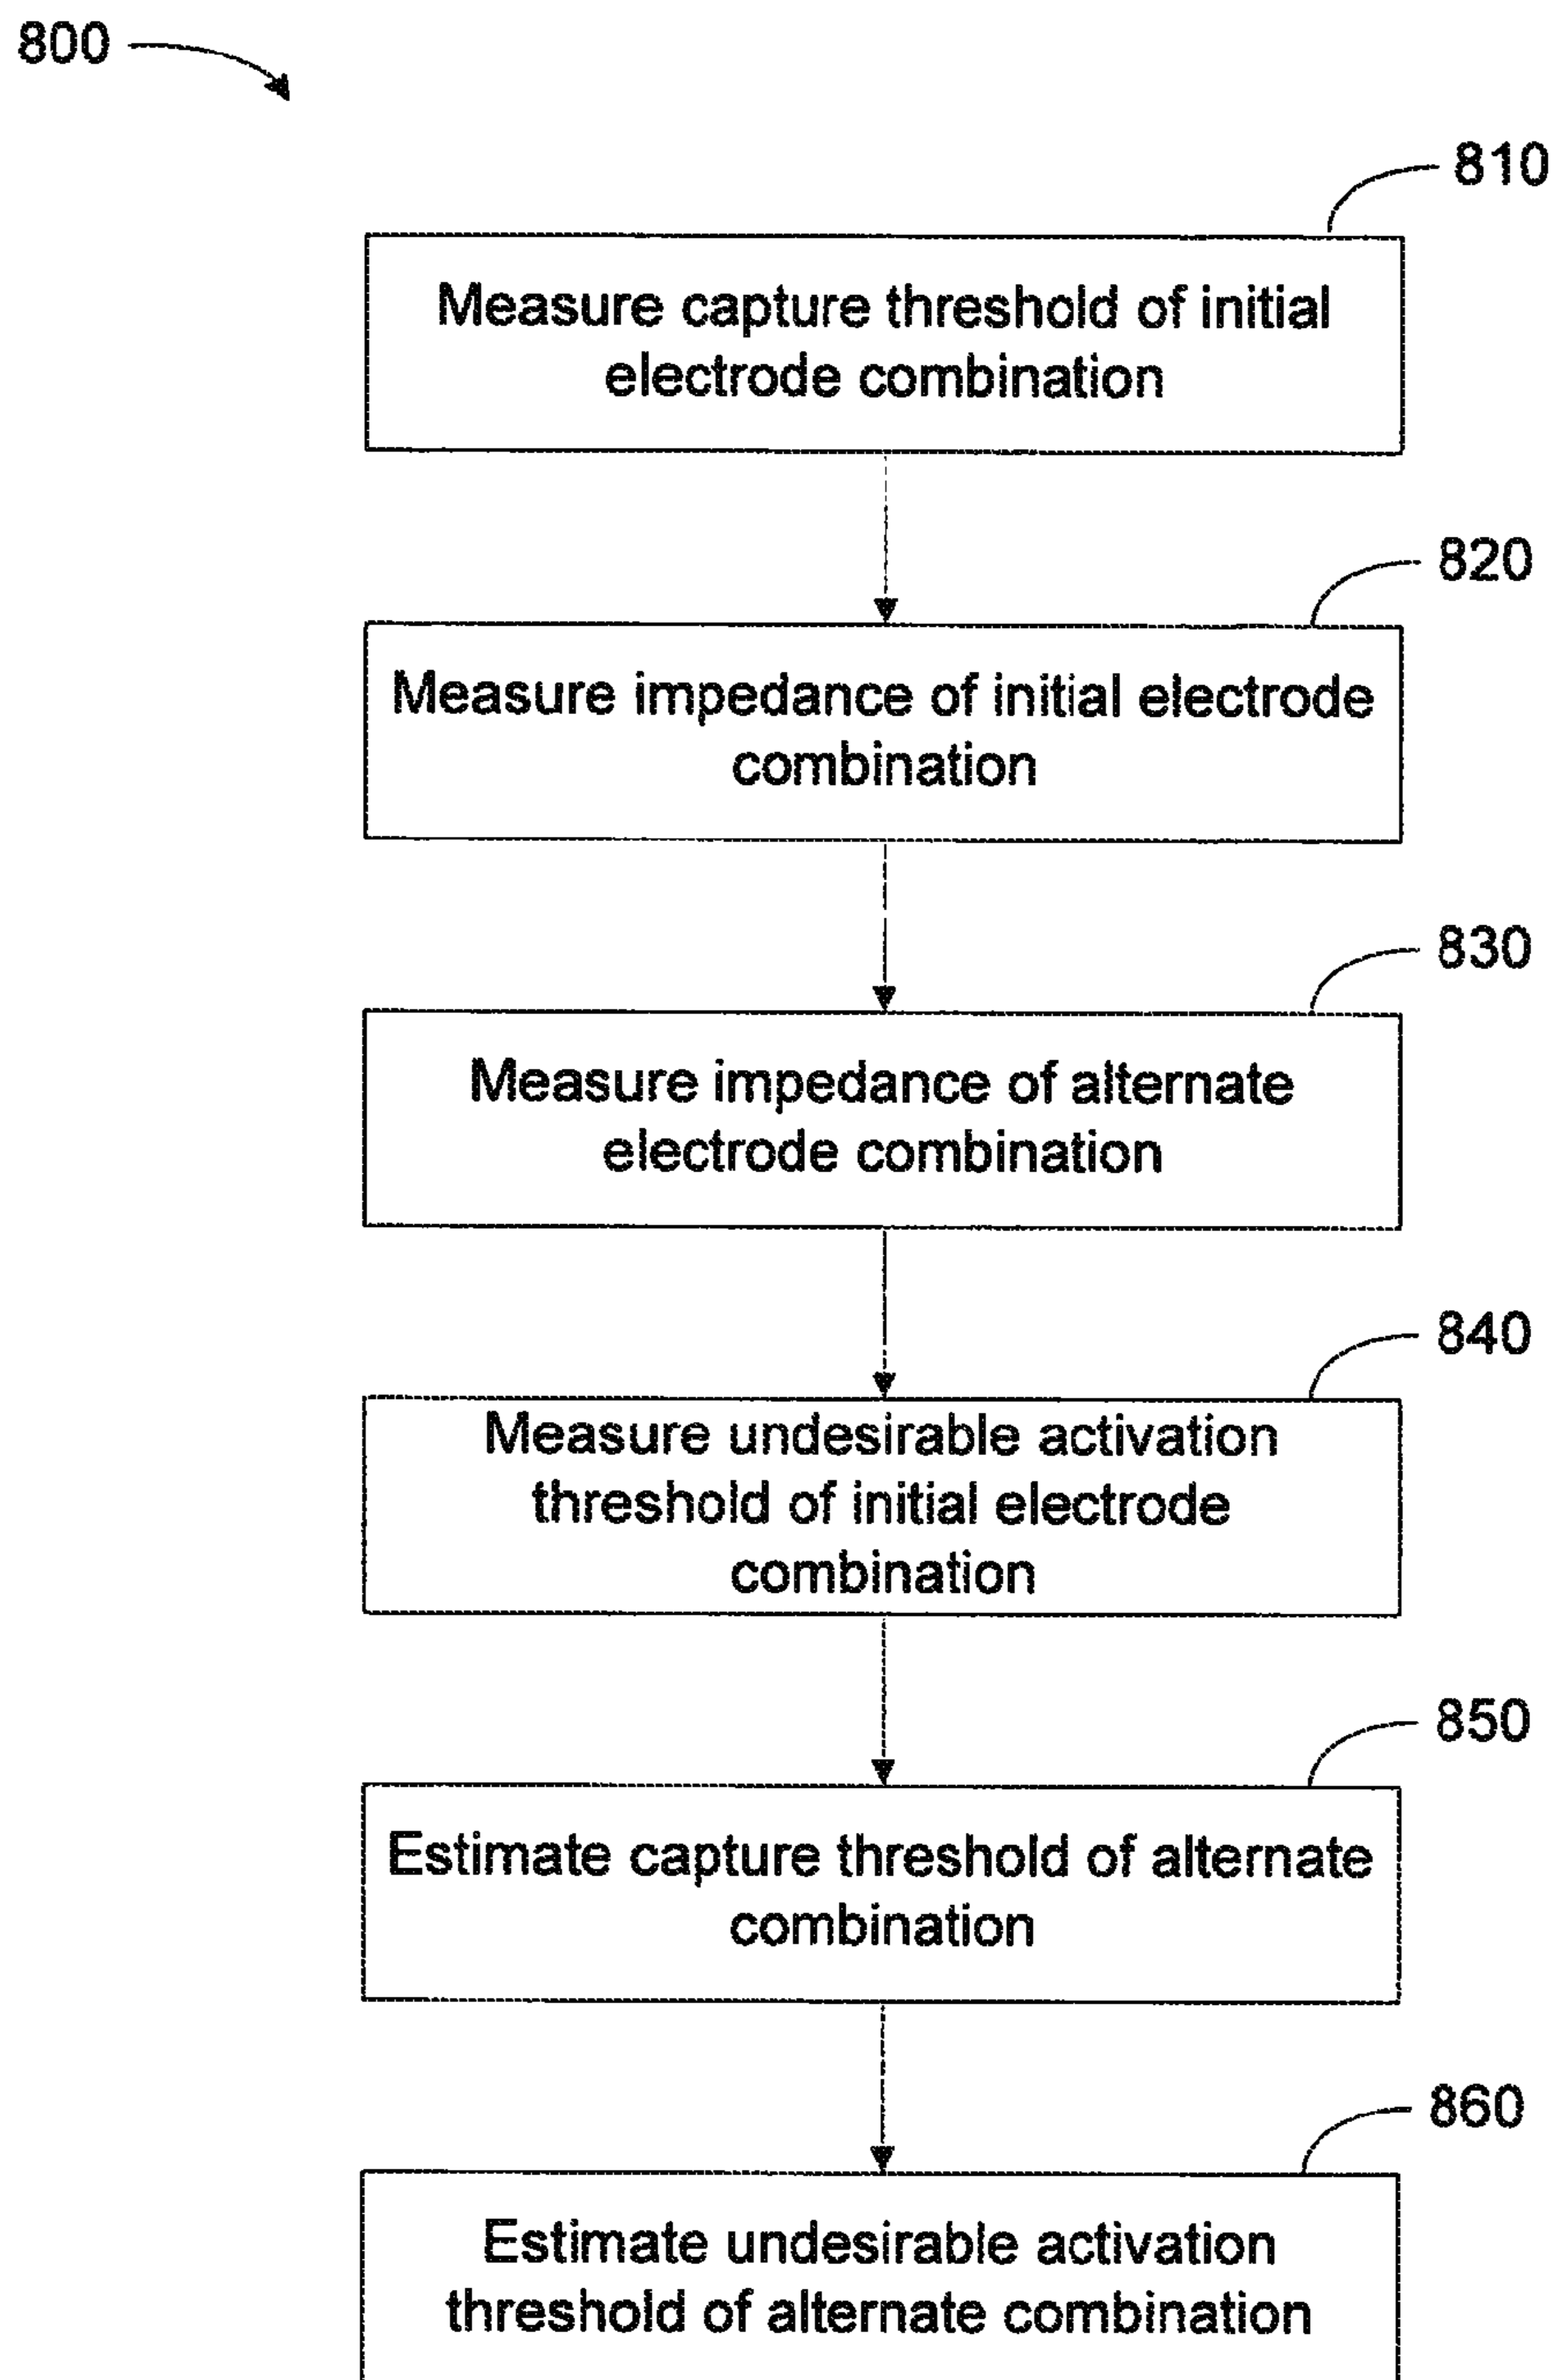 800
810
Measure capture threshold of initial
electrode combination
820
Measure impedance of initial electrode
combination
830
Measure impedance of alternate
electrode combination
840
Measure undesirable activation
threshold of initial electrode
combination
850
Estimate capture threshold of alternate
combination
860
Estimate undesirable activation
threshold of alternate combination